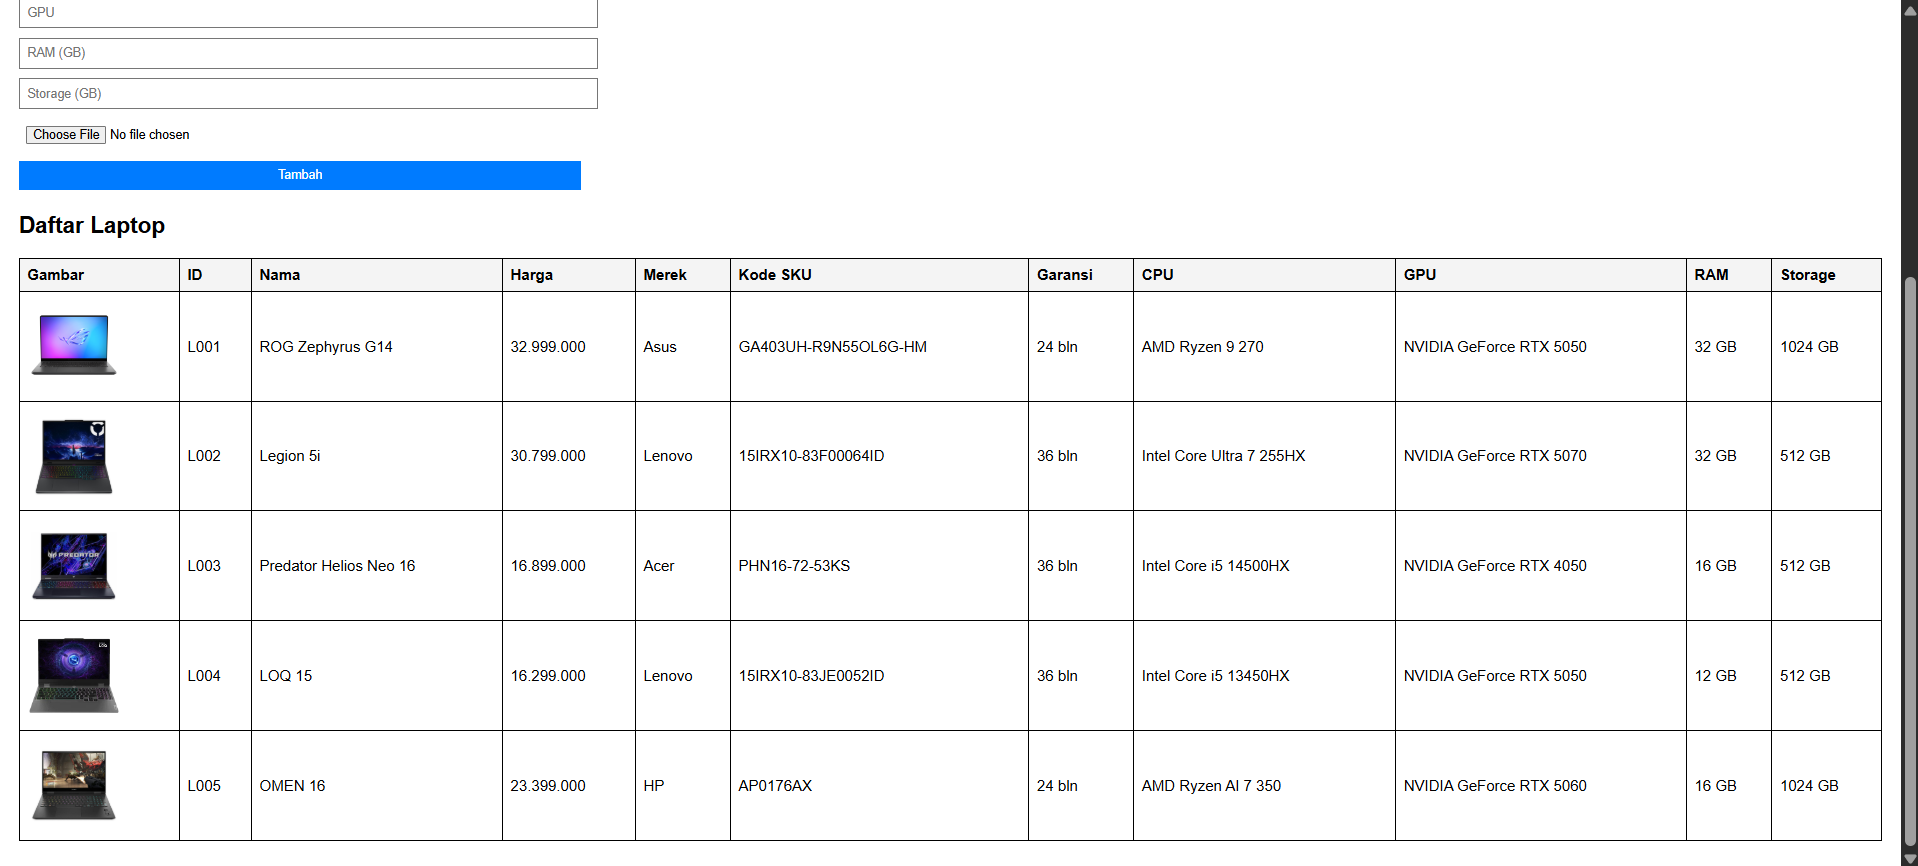 GPU
RAM (GB)
Storage (GB)
Choose File No file chosen
Tambah
Daftar Laptop
Gambar ID Nama Harga Merek Kode SKU Garansi CPU GPU RAM Storage
L001 ROG Zephyrus G14 32.999.000 Asus GA403UH-R9N55OL6G-HM 24 bln AMD Ryzen 9 270 NVIDIA GeForce RTX 5050 32 GB 1024 GB
L002 Legion 5i 30.799.000 Lenovo 15IRX10-83F00064ID 36 bln Intel Core Ultra 7 255HX NVIDIA GeForce RTX 5070 32 GB 512 GB
PREDATOR
L003 Predator Helios Neo 16 16.899.000 Acer PHN16-72-53KS 36 bln Intel Core i5 14500HX NVIDIA GeForce RTX 4050 16 GB 512 GB
L004 LOQ 15 16.299.000 Lenovo 15IRX10-83JE0052ID 36 bln Intel Core i5 13450HX NVIDIA GeForce RTX 5050 12 GB 512 GB
L005 OMEN 16 23.399.000 HP AP0176AX 24 bln AMD Ryzen AI 7 350 NVIDIA GeForce RTX 5060 16 GB 1024 GB